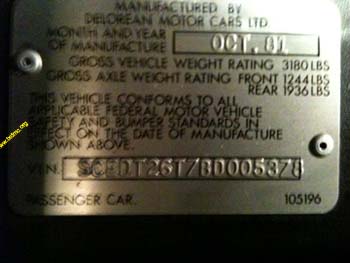 MANUFACTURED BY
DELOREAN MOTOR CARS LTD.
MONTH AND YEAR
OF MANUFACTURE OCT. 81
GROSS VEHICLE WEIGHT RATING 3180 LBS
GROSS AXLE WEIGHT RATING FRONT 1244 LBS
REAR 1936 LBS
THIS VEHICLE CONFORMS TO ALL
APPLICABLE FEDERAL MOTOR VEHICLE
SAFETY AND BUMPER STANDARDS IN
EFFECT ON THE DATE OF MANUFACTURE
SHOWN ABOVE.
V.I.N.
PASSENGER CAR. 105196